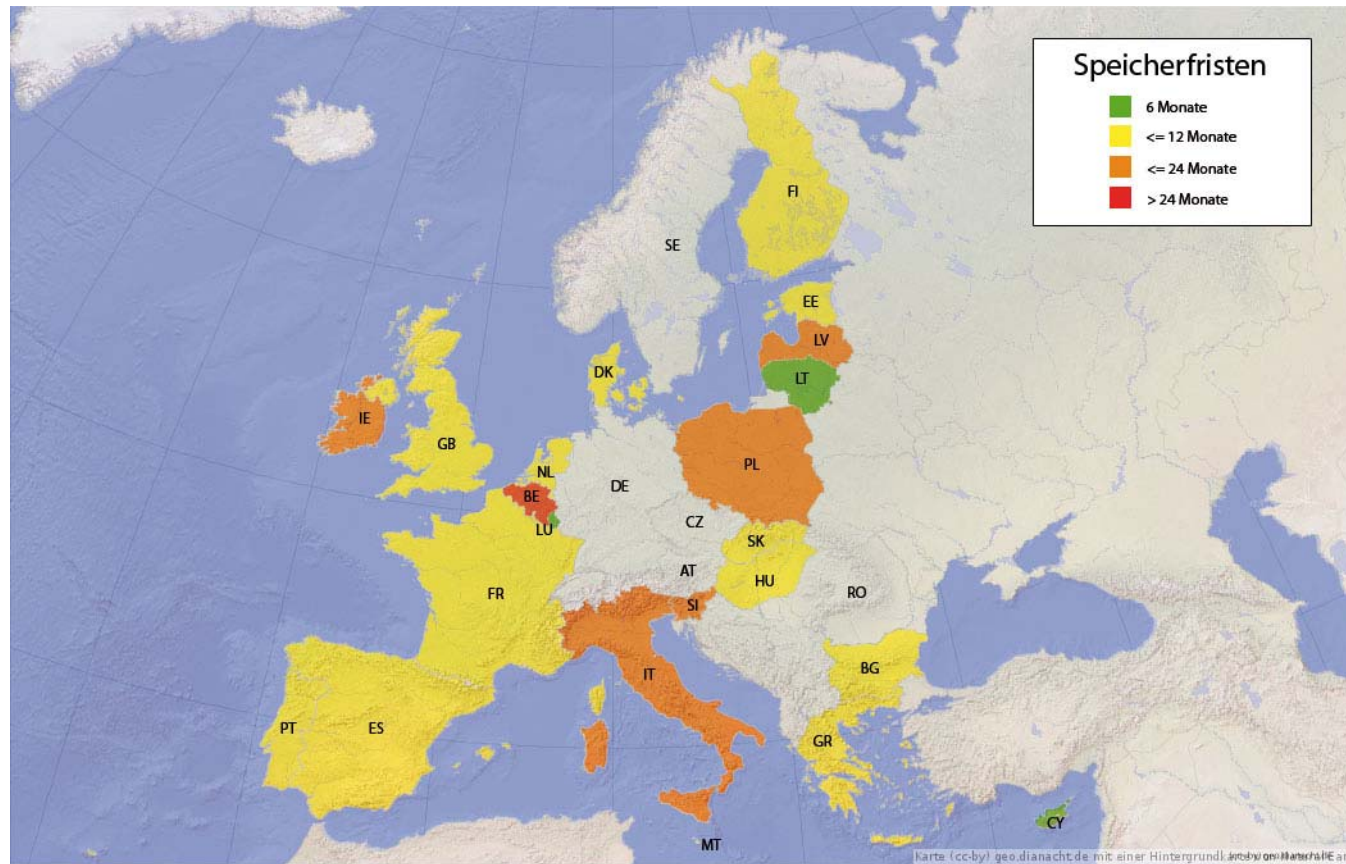 Speicherfristen
6 Monate
<= 12 Monate
<= 24 Monate
> 24 Monate
FI
SE
EE
LV
DK
LT
IE
GB
NL
PL
DE
BE
LU
CZ
SK
AT
HU
FR
SI
RO
IT
BG
PT
ES
GR
CY
MT
Karte (cc-by) geo.dianacht.de mit einer Hintergrundkarte von